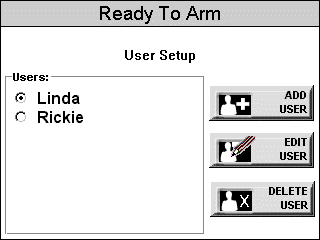 Ready To Arm
User Setup
Users:
Linda
Rickie
ADD
USER
EDIT
USER
DELETE
USER